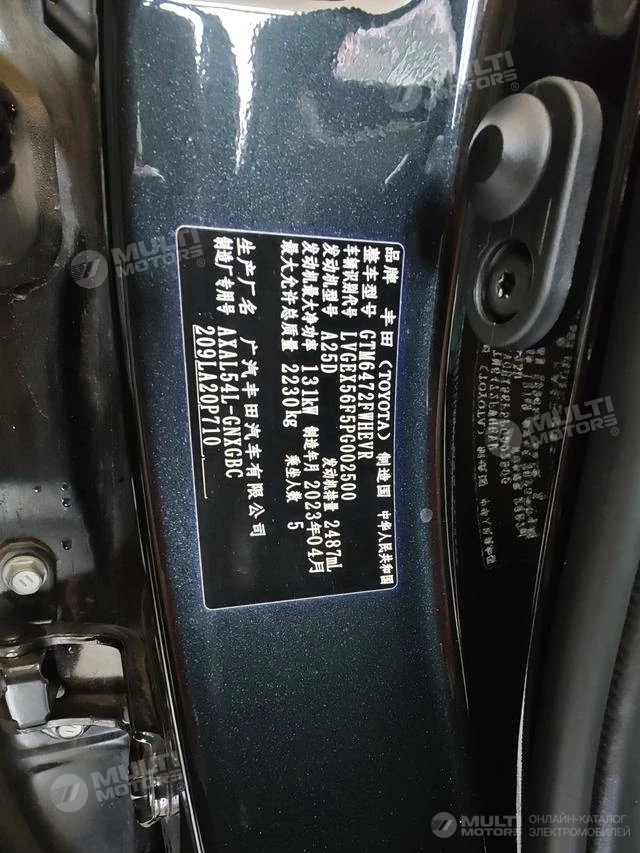 品牌 丰田(TOYOTA) 制造国 中华人民共和国
整车型号 GTM6472FWHEVR
车辆识别代号 LVGEX56F5PG002500
发动机型号 A25D 发动机排量 2487mL
发动机最大净功率 131kW 制造年月 2023年04月
最大允许总质量 2230kg 乘坐人数 5
生产厂名 广汽丰田汽车有限公司
制造厂专用号 AXAL54L-GNXGBC
209LA20P710
MULTI MOTORS
MULTI MOTORS
MULTI MOTORS
MULTI MOTORS
MULTI MOTORS
ОНЛАЙН-КАТАЛОГ
ЭЛЕКТРОМОБИЛЕЙ